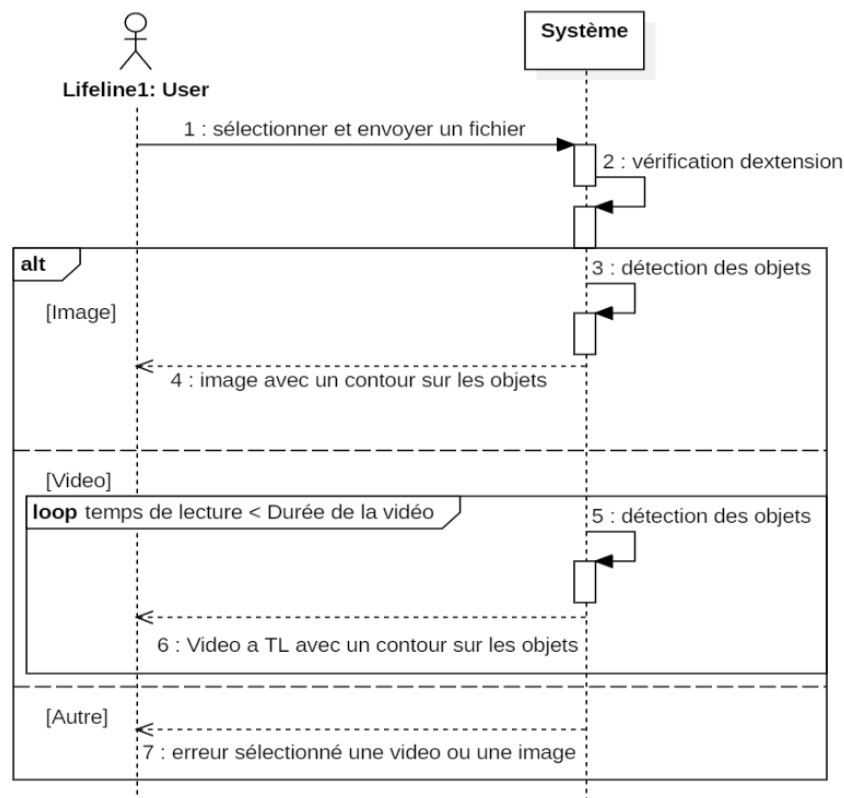 Système
Lifeline1: User
1 : sélectionner et envoyer un fichier
2 : vérification dextension
alt
3 : détection des objets
[Image]
4 : image avec un contour sur les objets
[Video]
loop temps de lecture < Durée de la vidéo
5 : détection des objets
6 : Video a TL avec un contour sur les objets
[Autre]
7 : erreur sélectionné une video ou une image